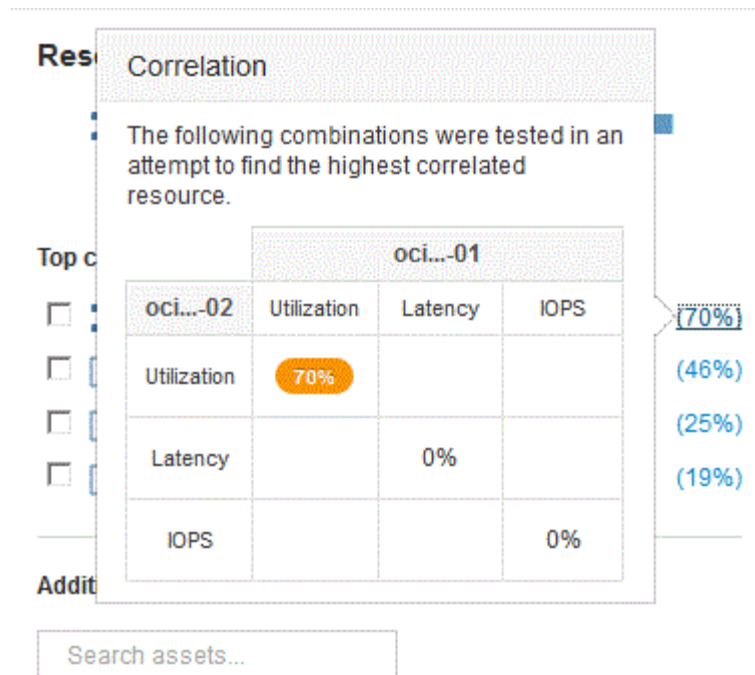 Res
Correlation
The following combinations were tested in an
attempt to find the highest correlated
resource.
Top c
oci...-01
oci...-02 Utilization Latency IOPS
(70%)
Utilization 70%
(46%)
(25%)
Latency 0%
(19%)
IOPS 0%
Addit
Search assets...